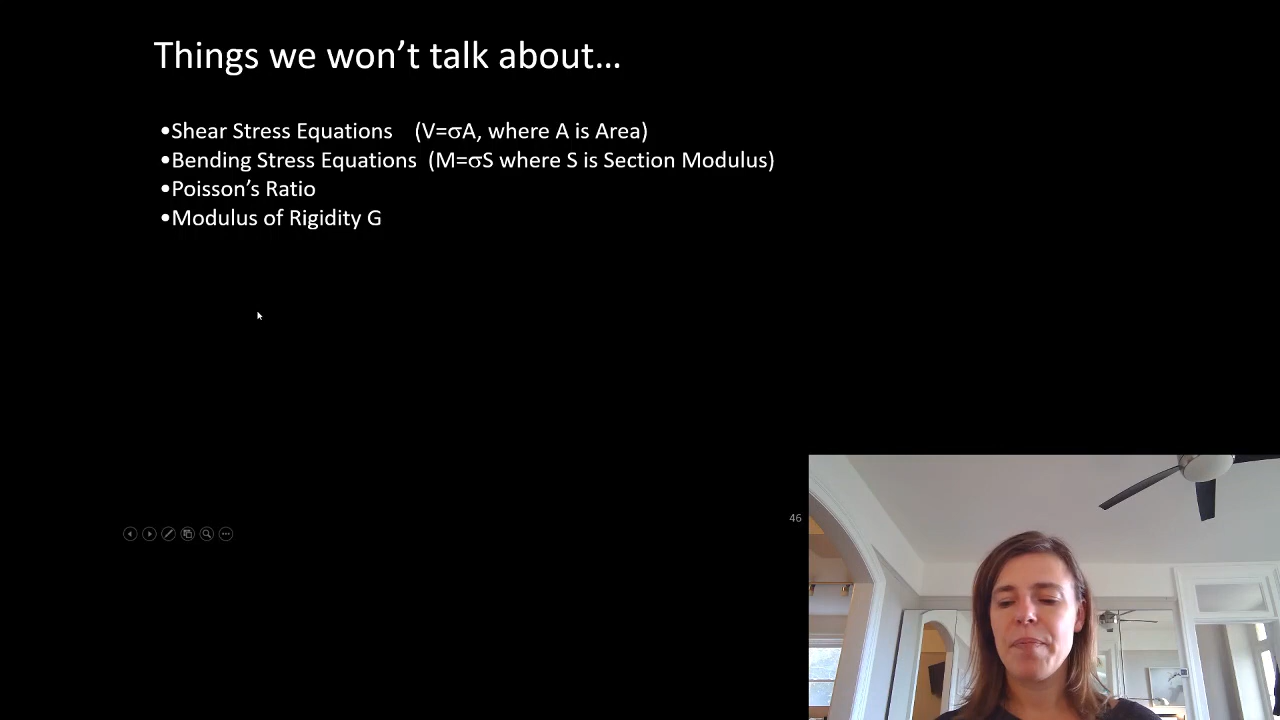 Things we won’t talk about…
•Shear Stress Equations (V=σA, where A is Area)
•Bending Stress Equations (M=σS where S is Section Modulus)
•Poisson’s Ratio
•Modulus of Rigidity G
46